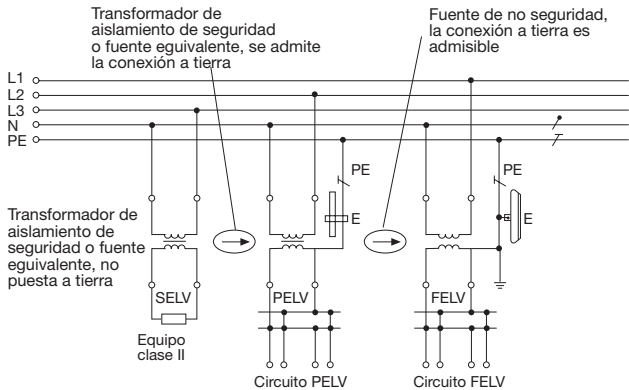 Transformador de
aislamiento de seguridad
o fuente eguivalente, se admite
la conexión a tierra
Fuente de no seguridad,
la conexión a tierra es
admisible
L1
L2
L3
N
PE
PE
PE
E
E
Transformador de
aislamiento de
seguridad o fuente
eguivalente, no
puesta a tierra
SELV
PELV
FELV
Equipo
clase II
Circuito PELV
Circuito FELV